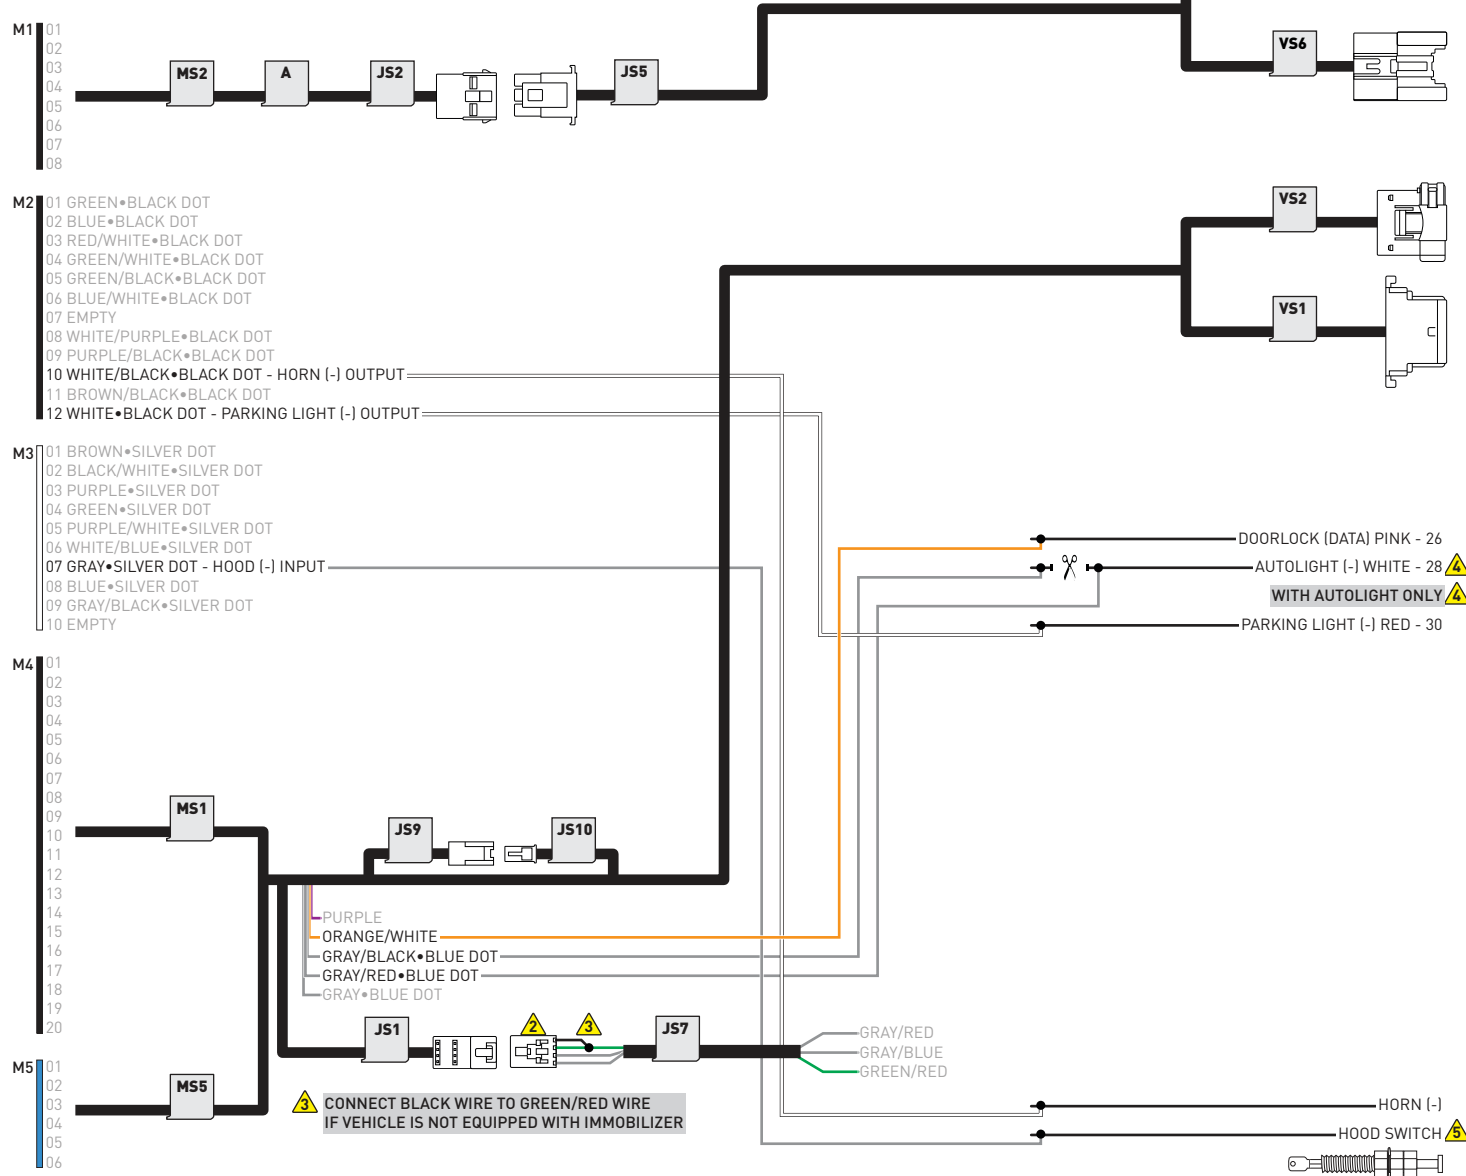 M1
01
02
03
04
05
06
07
08
MS2
A
JS2
JS5
VS6
M2
01 GREEN•BLACK DOT
02 BLUE•BLACK DOT
03 RED/WHITE•BLACK DOT
04 GREEN/WHITE•BLACK DOT
05 GREEN/BLACK•BLACK DOT
06 BLUE/WHITE•BLACK DOT
07 EMPTY
08 WHITE/PURPLE•BLACK DOT
09 PURPLE/BLACK•BLACK DOT
10 WHITE/BLACK•BLACK DOT - HORN (-) OUTPUT
11 BROWN/BLACK•BLACK DOT
12 WHITE•BLACK DOT - PARKING LIGHT (-) OUTPUT
VS2
VS1
M3
01 BROWN•SILVER DOT
02 BLACK/WHITE•SILVER DOT
03 PURPLE•SILVER DOT
04 GREEN•SILVER DOT
05 PURPLE/WHITE•SILVER DOT
06 WHITE/BLUE•SILVER DOT
07 GRAY•SILVER DOT - HOOD (-) INPUT
08 BLUE•SILVER DOT
09 GRAY/BLACK•SILVER DOT
10 EMPTY
DOORLOCK (DATA) PINK - 26
AUTOLIGHT (-) WHITE - 28 4
WITH AUTOLIGHT ONLY 4
PARKING LIGHT (-) RED - 30
M4
01
02
03
04
05
06
07
08
09
10
11
12
13
14
15
16
17
18
19
20
MS1
JS9
JS10
PURPLE
ORANGE/WHITE
GRAY/BLACK•BLUE DOT
GRAY/RED•BLUE DOT
GRAY•BLUE DOT
JS1
2
3
JS7
GRAY/RED
GRAY/BLUE
GREEN/RED
M5
01
02
03
04
05
06
MS5
3 CONNECT BLACK WIRE TO GREEN/RED WIRE
IF VEHICLE IS NOT EQUIPPED WITH IMMOBILIZER
HORN (-)
HOOD SWITCH 5